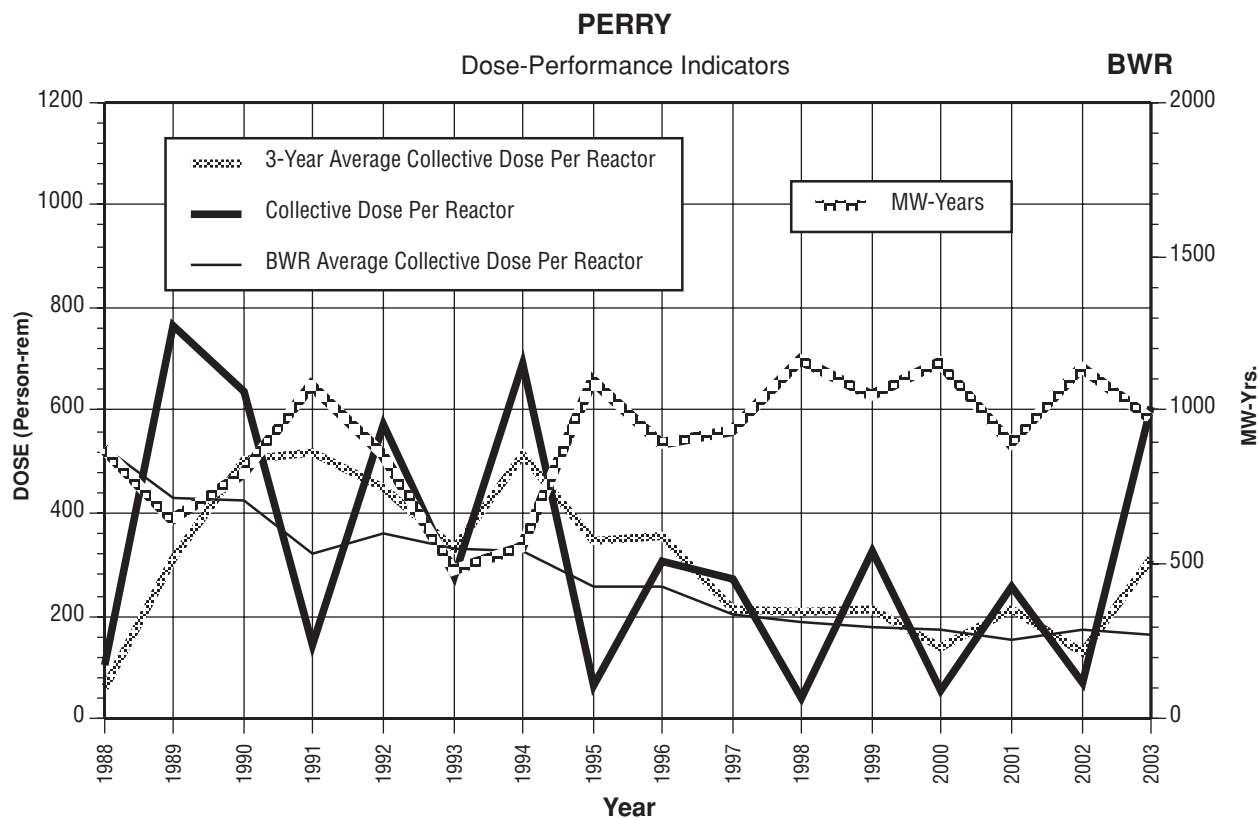 PERRY
Dose-Performance Indicators
BWR
1200
1000
800
600
400
200
0
DOSE (Person-rem)
3-Year Average Collective Dose Per Reactor
Collective Dose Per Reactor
BWR Average Collective Dose Per Reactor
MW-Years
2000
1500
1000
500
0
MW-Yrs.
1988
1989
1990
1991
1992
1993
1994
1995
1996
1997
1998
1999
2000
2001
2002
2003
Year